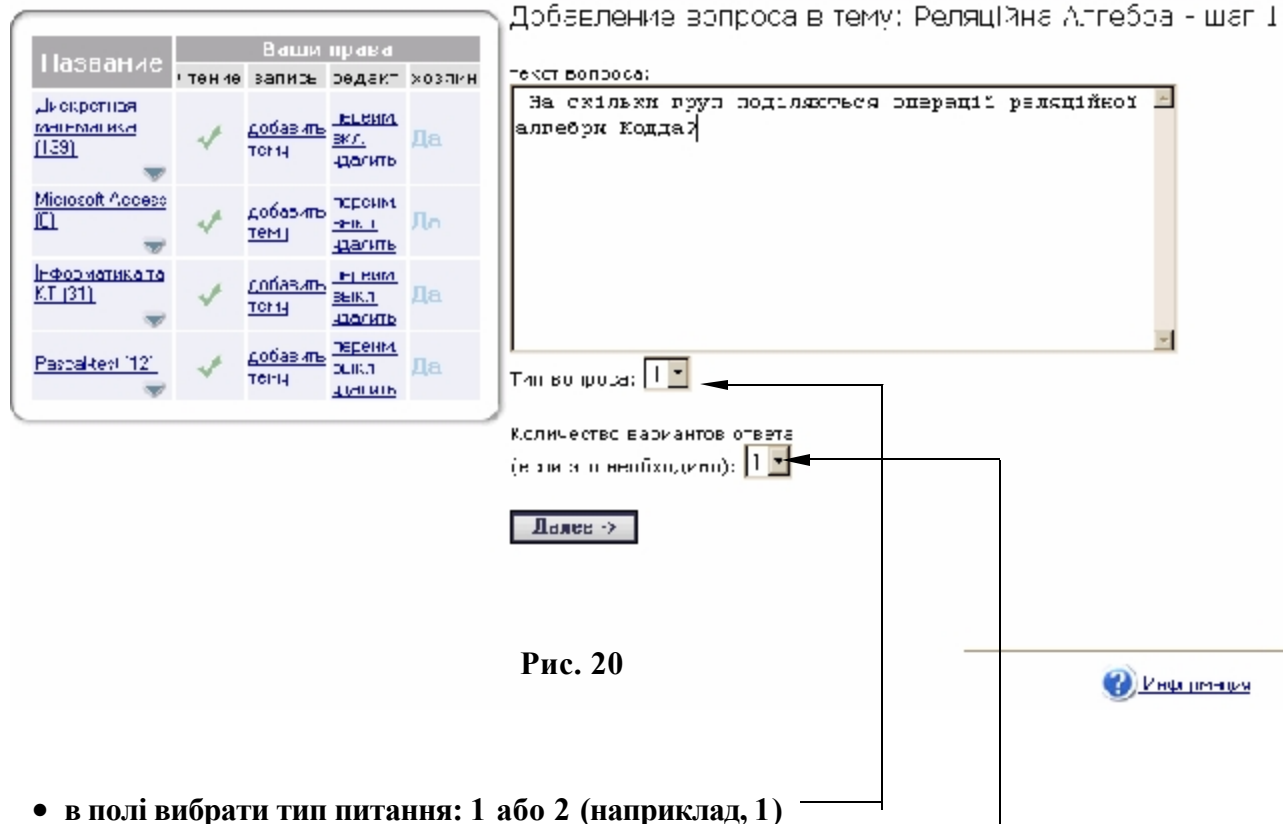 Добавление вопроса в тему: Реляційна Алгебра - шаг 1
Название
Ваши права
чтение запись редакт хозяин
Дискретная математика (139)
добавить тему
переим. вкл. удалить
Да
Microsoft Access (0)
добавить тему
переим. выкл удалить
Да
Інформатика та КТ (31)
добавить тему
переим. выкл удалить
Да
Pascal-test (12)
добавить тему
переим. выкл удалить
Да
текст вопроса:
На скільки груп поділяються операції реляційної
алгебри Кодда?
Тип вопроса: 1
Количество вариантов ответа
(если это необходимо): 1
Далее ->
Рис. 20
Информация
• в полі вибрати тип питання: 1 або 2 (наприклад, 1)